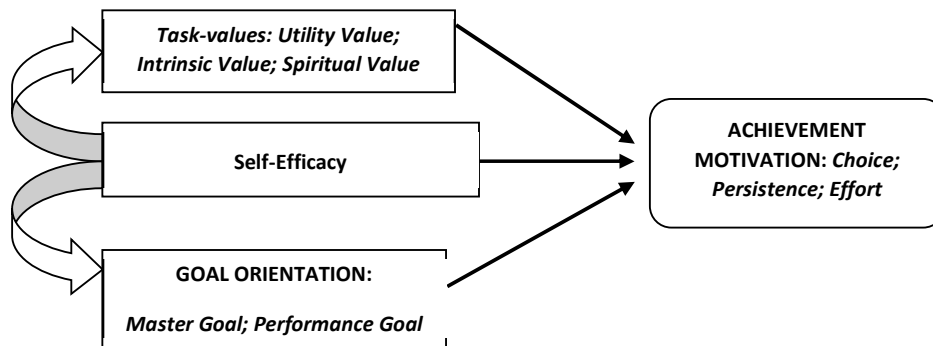 Task-values: Utility Value;
Intrinsic Value; Spiritual Value
Self-Efficacy
GOAL ORIENTATION:
Master Goal; Performance Goal
ACHIEVEMENT
MOTIVATION: Choice;
Persistence; Effort